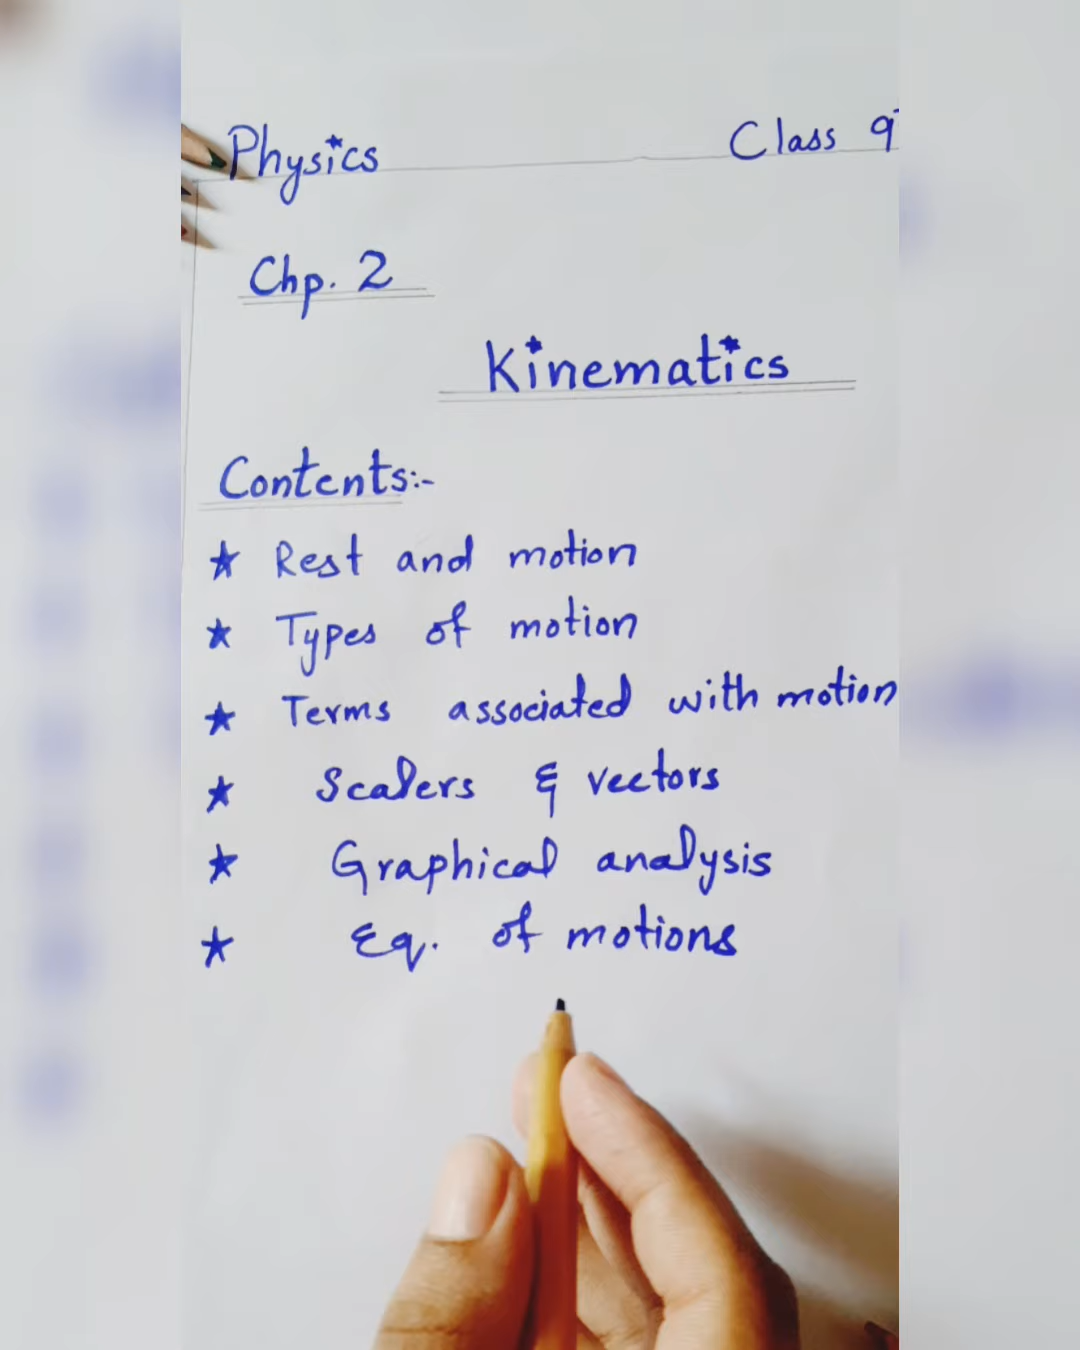 Physics Class 9
Chp. 2
Kinematics
Contents:-
★ Rest and motion
★ Types of motion
★ Terms associated with motion
★ Scalers & vectors
★ Graphical analysis
★ Eq. of motions